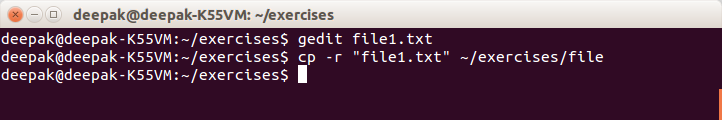 deepak@deepak-K55VM: ~/exercises
deepak@deepak-K55VM:~/exercises$ gedit file1.txt
deepak@deepak-K55VM:~/exercises$ cp -r "file1.txt" ~/exercises/file
deepak@deepak-K55VM:~/exercises$